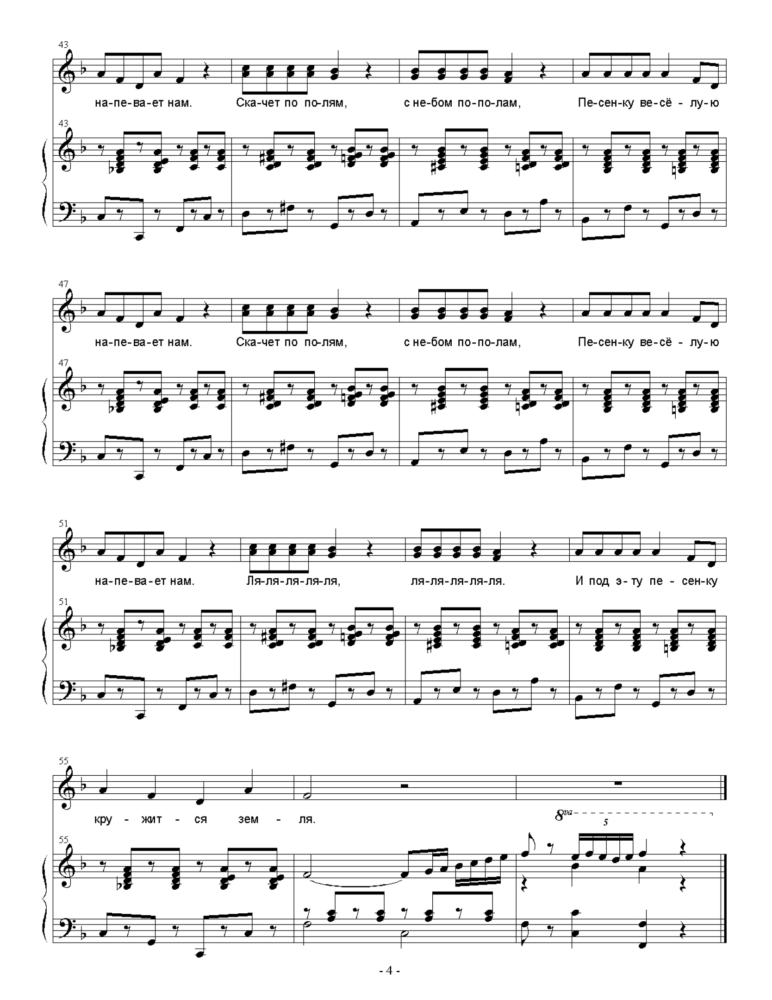 43
на-пе-ва-ет нам. Ска-чет по по-лям, с не-бом по-по-лам, Пе-сен-ку ве-сё - лу-ю
43
47
на-пе-ва-ет нам. Ска-чет по по-лям, с не-бом по-по-лам, Пе-сен-ку ве-сё - лу-ю
47
51
на-пе-ва-ет нам. Ля-ля-ля-ля-ля, ля-ля-ля-ля-ля. И под э-ту пе - сен-ку
51
55
кру - жит - ся зем - ля.
8va
5
55
- 4 -